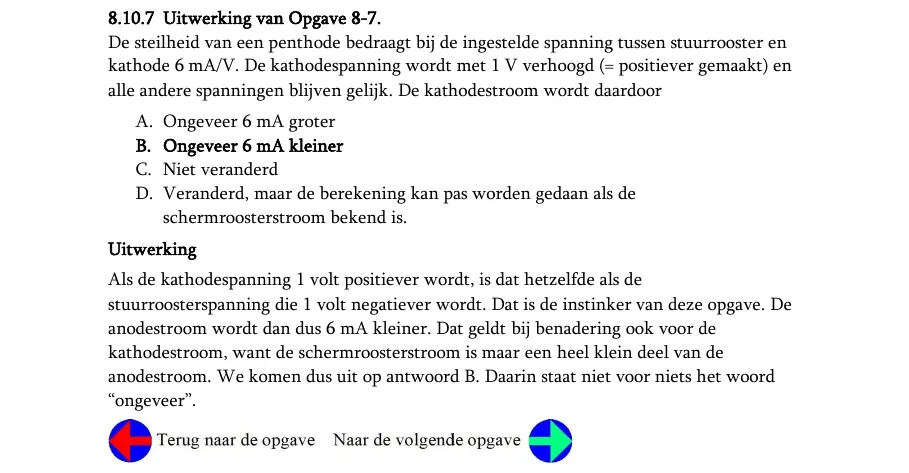 8.10.7 Uitwerking van Opgave 8-7.
De steilheid van een penthode bedraagt bij de ingestelde spanning tussen stuurrooster en
kathode 6 mA/V. De kathodespanning wordt met 1 V verhoogd (= positiever gemaakt) en
alle andere spanningen blijven gelijk. De kathodestroom wordt daardoor
A. Ongeveer 6 mA groter
B. Ongeveer 6 mA kleiner
C. Niet veranderd
D. Veranderd, maar de berekening kan pas worden gedaan als de
schermroosterstroom bekend is.
Uitwerking
Als de kathodespanning 1 volt positiever wordt, is dat hetzelfde als de
stuurroosterspanning die 1 volt negatiever wordt. Dat is de instinker van deze opgave. De
anodestroom wordt dan dus 6 mA kleiner. Dat geldt bij benadering ook voor de
kathodestroom, want de schermroosterstroom is maar een heel klein deel van de
anodestroom. We komen dus uit op antwoord B. Daarin staat niet voor niets het woord
“ongeveer”.
Terug naar de opgave Naar de volgende opgave